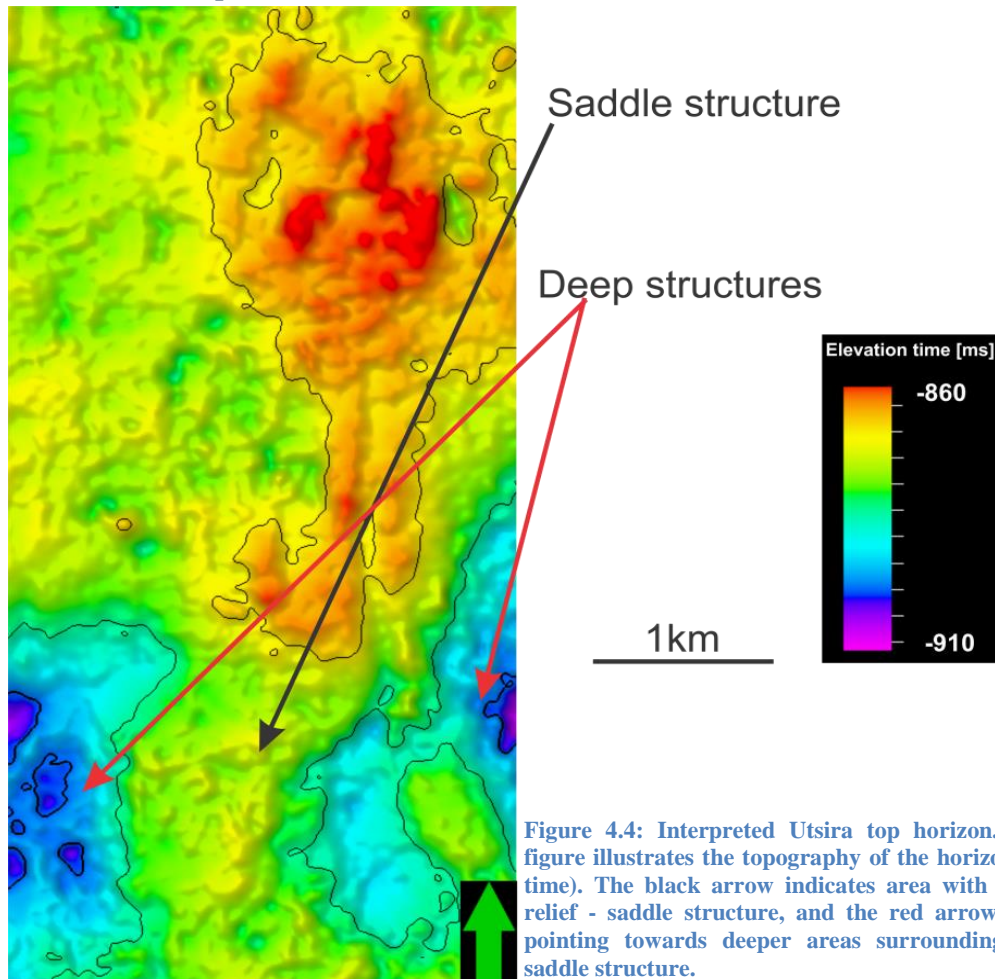 Saddle structure
Deep structures
Elevation time [ms]
-860
-910
1km
Figure 4.4: Interpreted Utsira top horizon.
figure illustrates the topography of the horizo
time). The black arrow indicates area with
relief - saddle structure, and the red arrow
pointing towards deeper areas surrounding
saddle structure.